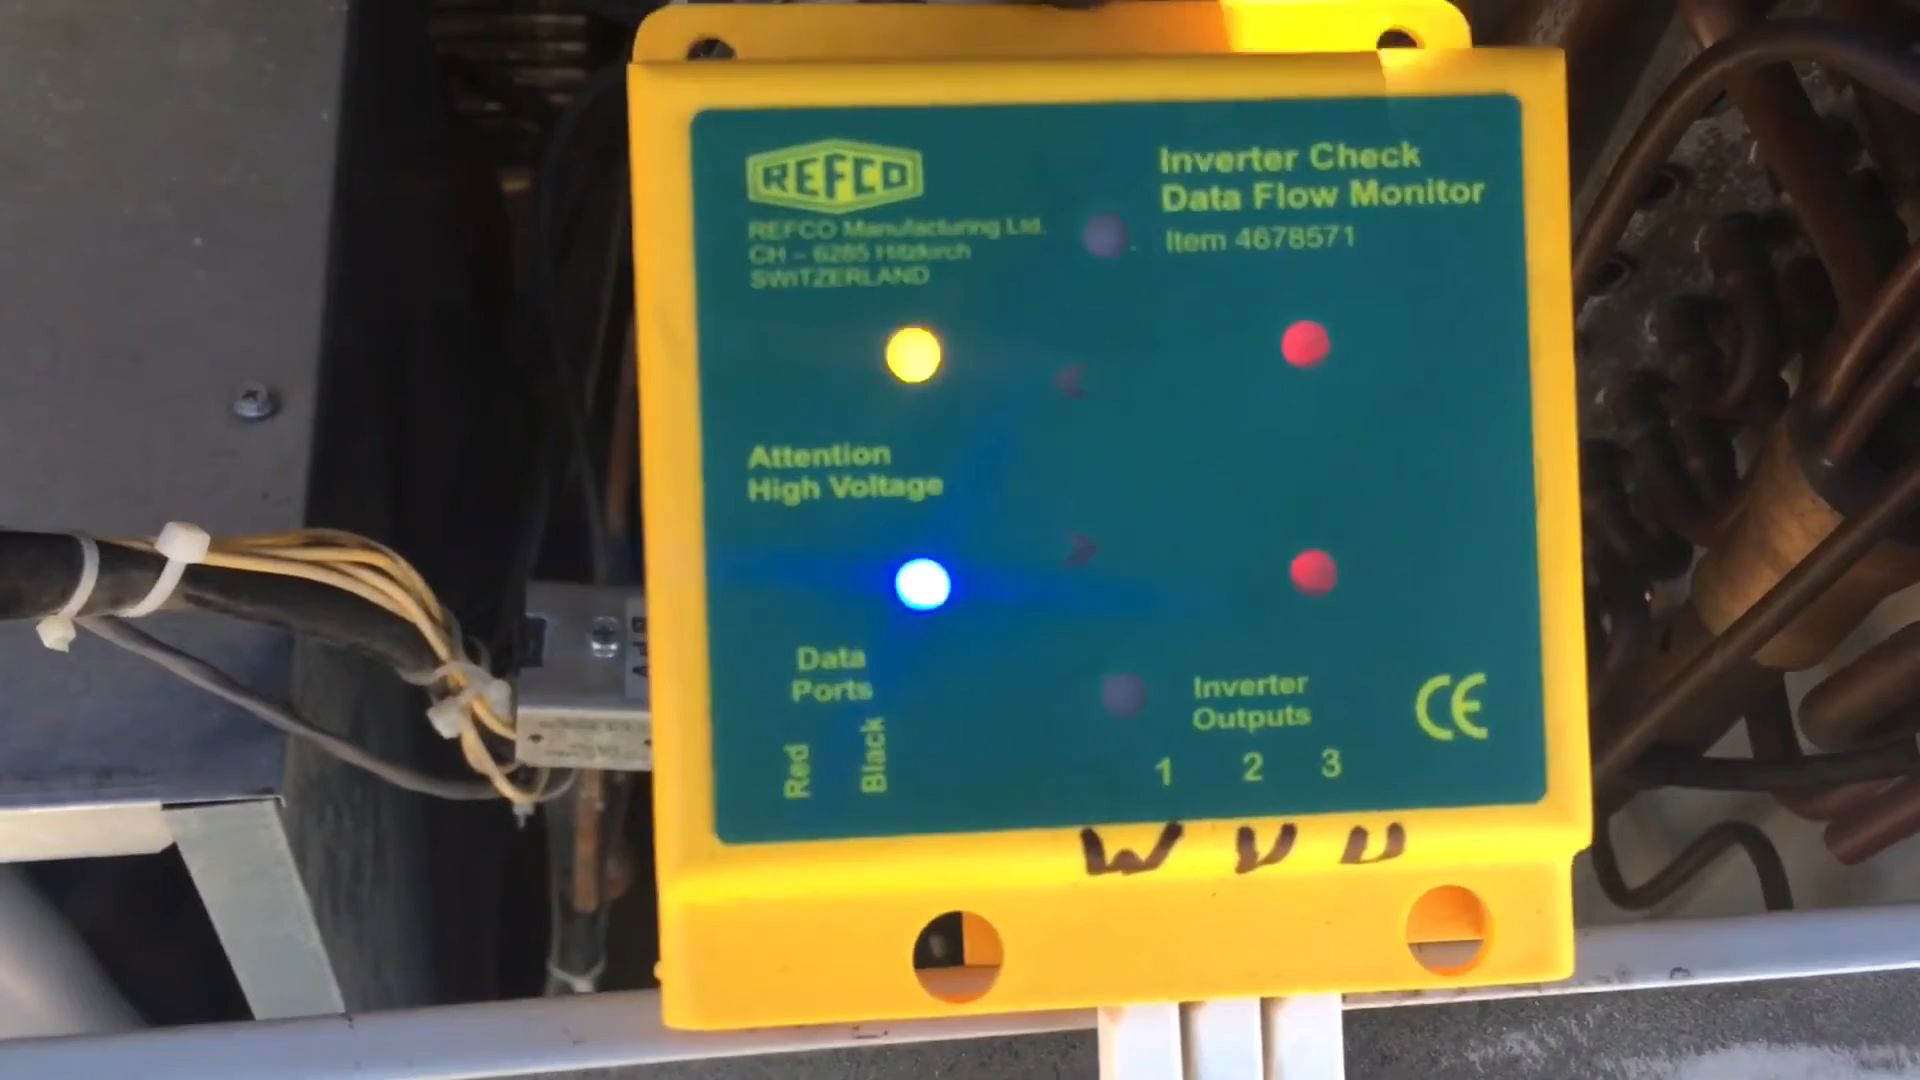 REFCO
REFCO Manufacturing Ltd.
CH – 6285 Hitzkirch
SWITZERLAND
Inverter Check
Data Flow Monitor
Item 4678571
Attention
High Voltage
Data
Ports
Red
Black
Inverter
Outputs
1 2 3
CE
W V U